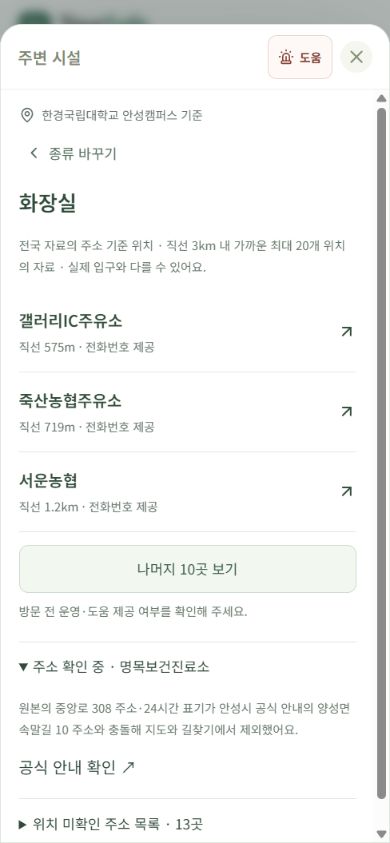 주변 시설
도움
한경국립대학교 안성캠퍼스 기준
종류 바꾸기
화장실
전국 자료의 주소 기준 위치 · 직선 3km 내 가까운 최대 20개 위치
의 자료 · 실제 입구와 다를 수 있어요.
갤러리IC주유소
직선 575m · 전화번호 제공
죽산농협주유소
직선 719m · 전화번호 제공
서운농협
직선 1.2km · 전화번호 제공
나머지 10곳 보기
방문 전 운영·도움 제공 여부를 확인해 주세요.
▼ 주소 확인 중 · 명목보건진료소
원본의 중앙로 308 주소·24시간 표기가 안성시 공식 안내의 양성면
속말길 10 주소와 충돌해 지도와 길찾기에서 제외했어요.
공식 안내 확인 ↗
▶ 위치 미확인 주소 목록 · 13곳